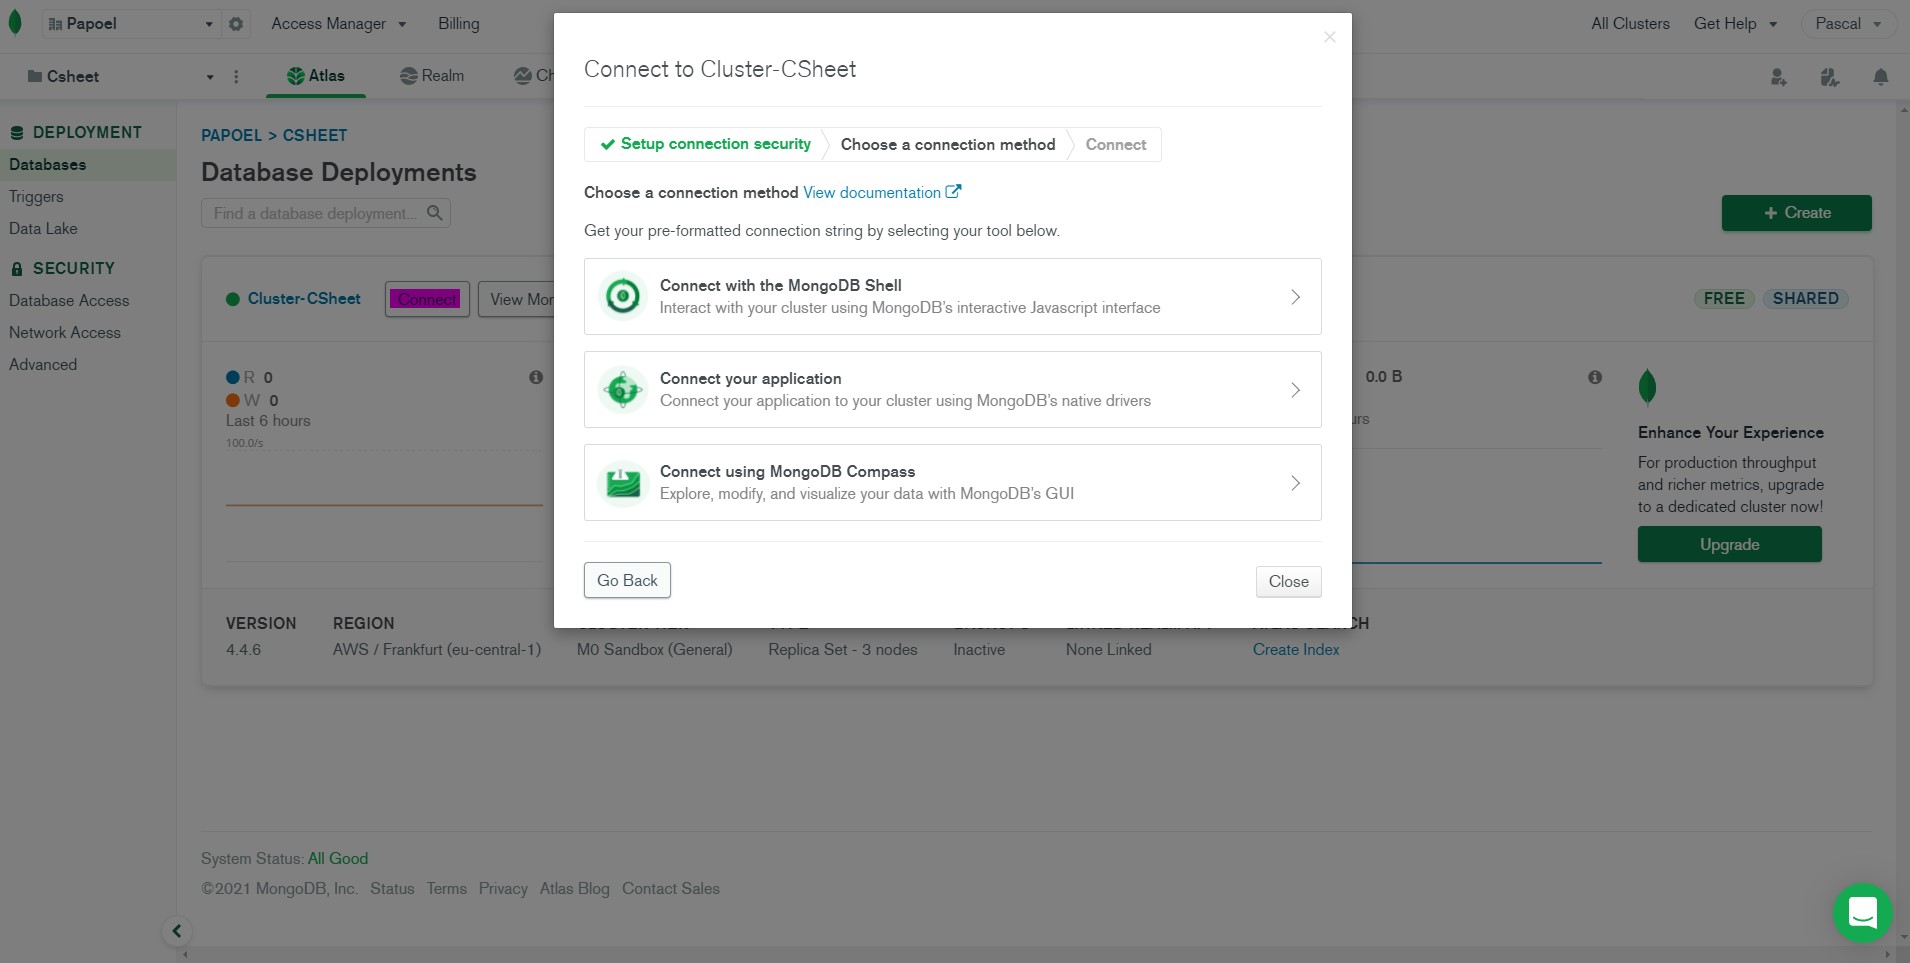 Papoel
Access Manager
Billing
All Clusters
Get Help
Pascal
Csheet
Atlas
Realm
Ch
DEPLOYMENT
Databases
Triggers
Data Lake
SECURITY
Database Access
Network Access
Advanced
PAPOEL > CSHEET
Database Deployments
Find a database deployment...
+ Create
Cluster-CSheet
Connect
View Mor
FREE
SHARED
R 0
W 0
Last 6 hours
100.0/s
0.0 B
urs
Enhance Your Experience
For production throughput
and richer metrics, upgrade
to a dedicated cluster now!
Upgrade
VERSION
4.4.6
REGION
AWS / Frankfurt (eu-central-1)
M0 Sandbox (General)
Replica Set - 3 nodes
Inactive
None Linked
CH
Create Index
Connect to Cluster-CSheet
Setup connection security
Choose a connection method
Connect
Choose a connection method View documentation
Get your pre-formatted connection string by selecting your tool below.
Connect with the MongoDB Shell
Interact with your cluster using MongoDB's interactive Javascript interface
Connect your application
Connect your application to your cluster using MongoDB's native drivers
Connect using MongoDB Compass
Explore, modify, and visualize your data with MongoDB's GUI
Go Back
Close
System Status: All Good
©2021 MongoDB, Inc. Status Terms Privacy Atlas Blog Contact Sales